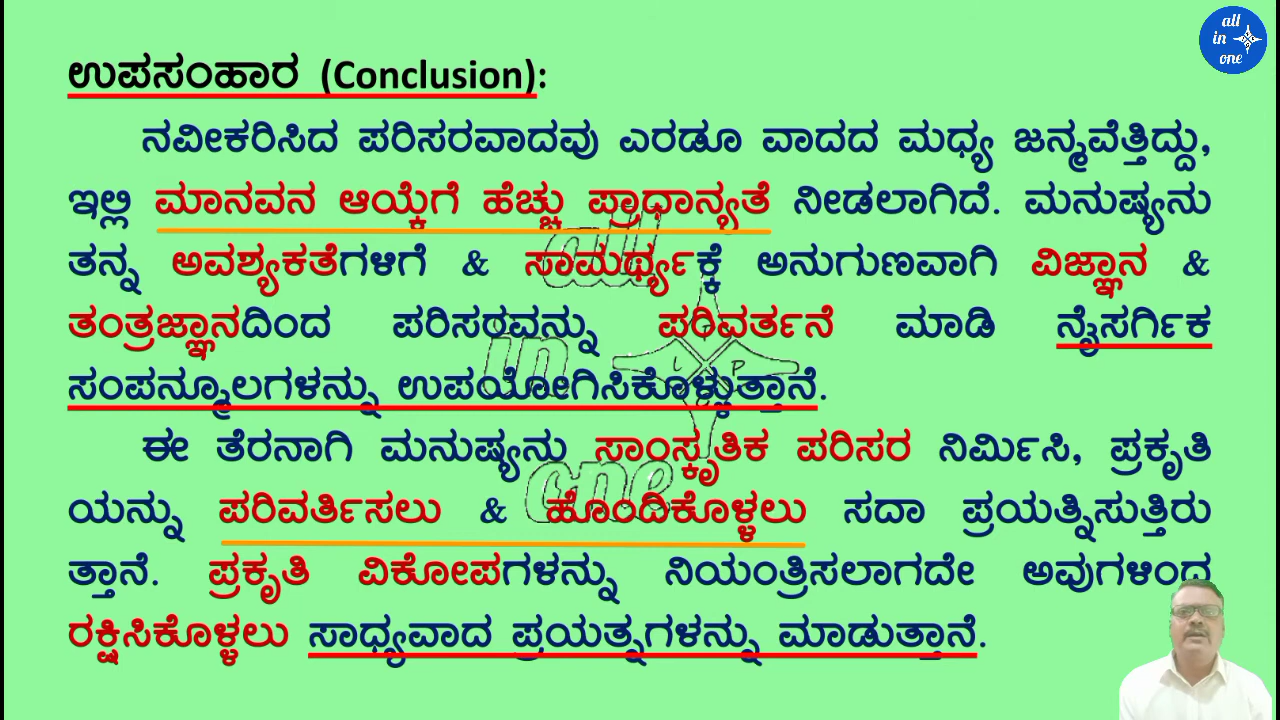 all
in
one
ಉಪಸಂಹಾರ (Conclusion):
ನವೀಕರಿಸಿದ ಪರಿಸರವಾದವು ಎರಡೂ ವಾದದ ಮಧ್ಯ ಜನ್ಮವೆತ್ತಿದ್ದು,
ಇಲ್ಲಿ ಮಾನವನ ಆಯ್ಕೆಗೆ ಹೆಚ್ಚು ಪ್ರಾಧಾನ್ಯತೆ ನೀಡಲಾಗಿದೆ. ಮನುಷ್ಯನು
ತನ್ನ ಅವಶ್ಯಕತೆಗಳಿಗೆ & ಸಾಮರ್ಥ್ಯಕ್ಕೆ ಅನುಗುಣವಾಗಿ ವಿಜ್ಞಾನ &
ತಂತ್ರಜ್ಞಾನದಿಂದ ಪರಿಸರವನ್ನು ಪರಿವರ್ತನೆ ಮಾಡಿ ನೈಸರ್ಗಿಕ
ಸಂಪನ್ಮೂಲಗಳನ್ನು ಉಪಯೋಗಿಸಿಕೊಳ್ಳುತ್ತಾನೆ.
ಈ ತೆರನಾಗಿ ಮನುಷ್ಯನು ಸಾಂಸ್ಕೃತಿಕ ಪರಿಸರ ನಿರ್ಮಿಸಿ, ಪ್ರಕೃತಿ
ಯನ್ನು ಪರಿವರ್ತಿಸಲು & ಹೊಂದಿಕೊಳ್ಳಲು ಸದಾ ಪ್ರಯತ್ನಿಸುತ್ತಿರು
ತ್ತಾನೆ. ಪ್ರಕೃತಿ ವಿಕೋಪಗಳನ್ನು ನಿಯಂತ್ರಿಸಲಾಗದೇ ಅವುಗಳಿಂದ
ರಕ್ಷಿಸಿಕೊಳ್ಳಲು ಸಾಧ್ಯವಾದ ಪ್ರಯತ್ನಗಳನ್ನು ಮಾಡುತ್ತಾನೆ.
all
in
one